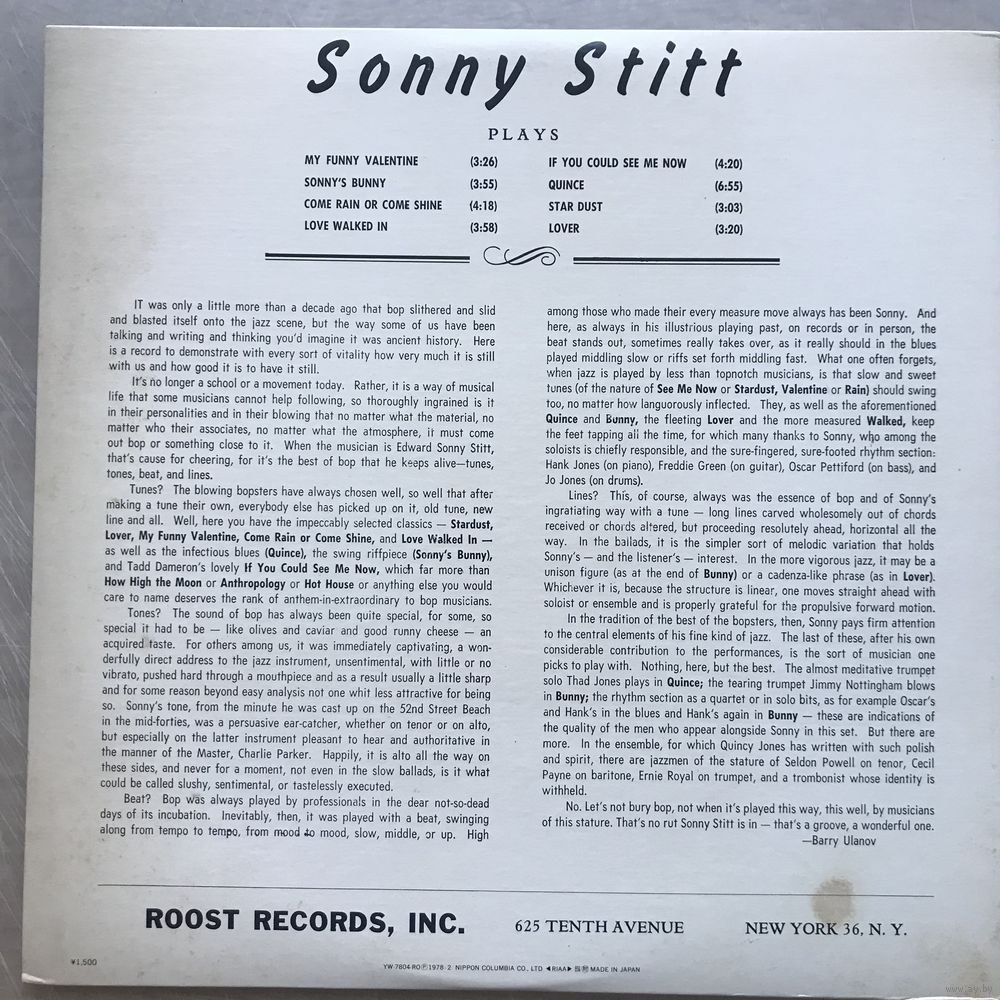 Sonny Stitt
PLAYS
MY FUNNY VALENTINE (3:26)
SONNY'S BUNNY (3:55)
COME RAIN OR COME SHINE (4:18)
LOVE WALKED IN (3:58)
IF YOU COULD SEE ME NOW (4:20)
QUINCE (6:55)
STAR DUST (3:03)
LOVER (3:20)
IT was only a little more than a decade ago that bop slithered and slid
and blasted itself onto the jazz scene, but the way some of us have been
talking and writing and thinking you'd imagine it was ancient history. Here
is a record to demonstrate with every sort of vitality how very much it is still
with us and how good it is to have it still.
It's no longer a school or a movement today. Rather, it is a way of musical
life that some musicians cannot help following, so thoroughly ingrained is it
in their personalities and in their blowing that no matter what the material, no
matter who their associates, no matter what the atmosphere, it must come
out bop or something close to it. When the musician is Edward Sonny Stitt,
that's cause for cheering, for it's the best of bop that he keeps alive—tunes,
tones, beat, and lines.
Tunes? The blowing bopsters have always chosen well, so well that after
making a tune their own, everybody else has picked up on it, old tune, new
line and all. Well, here you have the impeccably selected classics — Stardust,
Lover, My Funny Valentine, Come Rain or Come Shine, and Love Walked In —
as well as the infectious blues (Quince), the swing riffpiece (Sonny's Bunny),
and Tadd Dameron's lovely If You Could See Me Now, which far more than
How High the Moon or Anthropology or Hot House or anything else you would
care to name deserves the rank of anthem-in-extraordinary to bop musicians.
Tones? The sound of bop has always been quite special, for some, so
special it had to be — like olives and caviar and good runny cheese — an
acquired taste. For others among us, it was immediately captivating, a won-
derfully direct address to the jazz instrument, unsentimental, with little or no
vibrato, pushed hard through a mouthpiece and as a result usually a little sharp
and for some reason beyond easy analysis not one whit less attractive for being
so. Sonny's tone, from the minute he was cast up on the 52nd Street Beach
in the mid-forties, was a persuasive ear-catcher, whether on tenor or on alto,
but especially on the latter instrument pleasant to hear and authoritative in
the manner of the Master, Charlie Parker. Happily, it is alto all the way on
these sides, and never for a moment, not even in the slow ballads, is it what
could be called slushy, sentimental, or tastelessly executed.
Beat? Bop was always played by professionals in the dear not-so-dead
days of its incubation. Inevitably, then, it was played with a beat, swinging
along from tempo to tempo, from mood to mood, slow, middle, or up. High
among those who made their every measure move always has been Sonny. And
here, as always in his illustrious playing past, on records or in person, the
beat stands out, sometimes really takes over, as it really should in the blues
played middling slow or riffs set forth middling fast. What one often forgets,
when jazz is played by less than topnotch musicians, is that slow and sweet
tunes (of the nature of See Me Now or Stardust, Valentine or Rain) should swing
too, no matter how languorously inflected. They, as well as the aforementioned
Quince and Bunny, the fleeting Lover and the more measured Walked, keep
the feet tapping all the time, for which many thanks to Sonny, who among the
soloists is chiefly responsible, and the sure-fingered, sure-footed rhythm section:
Hank Jones (on piano), Freddie Green (on guitar), Oscar Pettiford (on bass), and
Jo Jones (on drums).
Lines? This, of course, always was the essence of bop and of Sonny's
ingratiating way with a tune — long lines carved wholesomely out of chords
received or chords altered, but proceeding resolutely ahead, horizontal all the
way. In the ballads, it is the simpler sort of melodic variation that holds
Sonny's — and the listener's — interest. In the more vigorous jazz, it may be a
unison figure (as at the end of Bunny) or a cadenza-like phrase (as in Lover).
Whichever it is, because the structure is linear, one moves straight ahead with
soloist or ensemble and is properly grateful for the propulsive forward motion.
In the tradition of the best of the bopsters, then, Sonny pays firm attention
to the central elements of his fine kind of jazz. The last of these, after his own
considerable contribution to the performances, is the sort of musician one
picks to play with. Nothing, here, but the best. The almost meditative trumpet
solo Thad Jones plays in Quince; the tearing trumpet Jimmy Nottingham blows
in Bunny; the rhythm section as a quartet or in solo bits, as for example Oscar's
and Hank's in the blues and Hank's again in Bunny — these are indications of
the quality of the men who appear alongside Sonny in this set. But there are
more. In the ensemble, for which Quincy Jones has written with such polish
and spirit, there are jazzmen of the stature of Seldon Powell on tenor, Cecil
Payne on baritone, Ernie Royal on trumpet, and a trombonist whose identity is
withheld.
No. Let's not bury bop, not when it's played this way, this well, by musicians
of this stature. That's no rut Sonny Stitt is in — that's a groove, a wonderful one.
—Barry Ulanov
ROOST RECORDS, INC. 625 TENTH AVENUE NEW YORK 36, N. Y.
¥1,500
YW-7804-RO Ⓟ1978·2 NIPPON COLUMBIA CO., LTD ◀RIAA▶ MADE IN JAPAN
www.ay.by